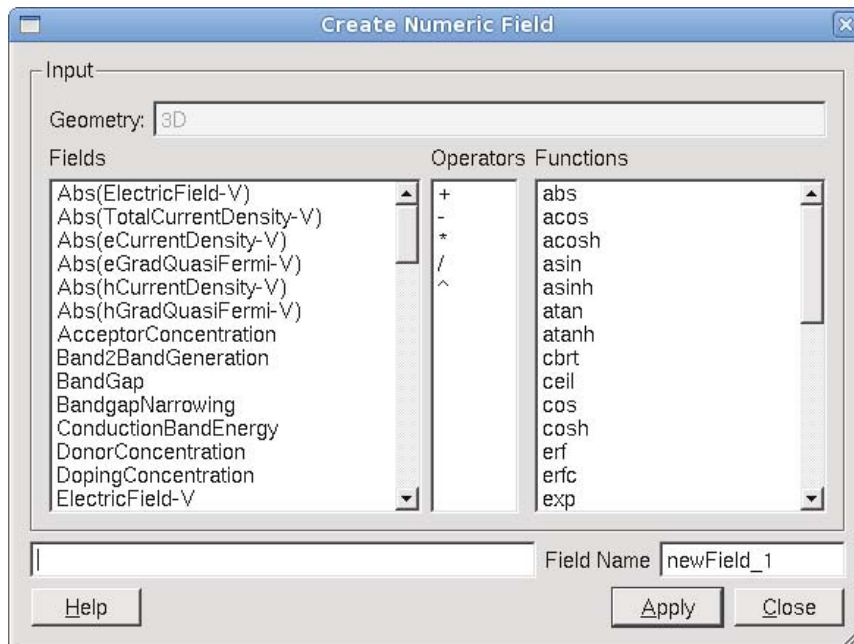 Create Numeric Field
Input
Geometry: 3D
Fields
Abs(ElectricField-V)
Abs(TotalCurrentDensity-V)
Abs(eCurrentDensity-V)
Abs(eGradQuasiFermi-V)
Abs(hCurrentDensity-V)
Abs(hGradQuasiFermi-V)
AcceptorConcentration
Band2BandGeneration
BandGap
BandgapNarrowing
ConductionBandEnergy
DonorConcentration
DopingConcentration
ElectricField-V
Operators
+
-
*
/
^
Functions
abs
acos
acosh
asin
asinh
atan
atanh
cbrt
ceil
cos
cosh
erf
erfc
exp
Field Name newField_1
Help Apply Close